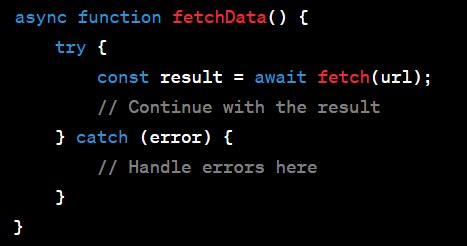 async function fetchData() {
    try {
        const result = await fetch(url);
        // Continue with the result
    } catch (error) {
        // Handle errors here
    }
}